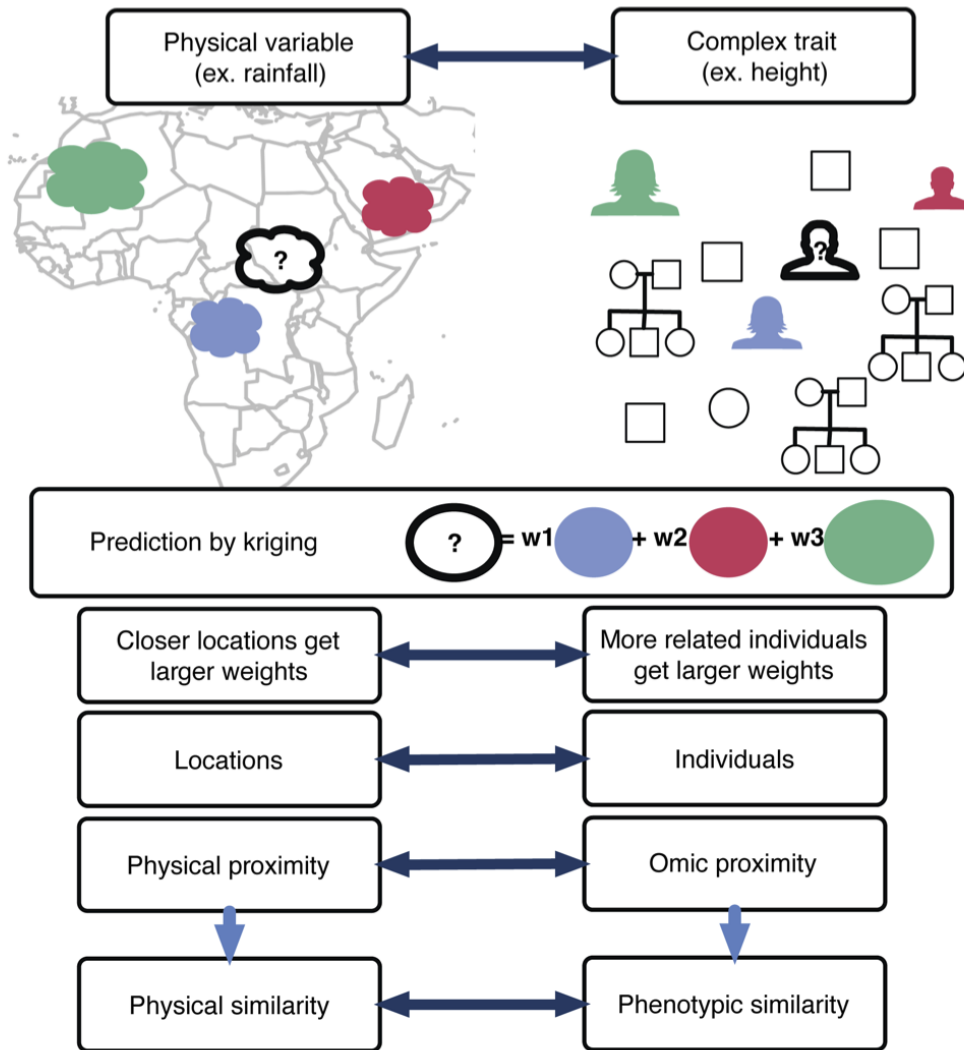 Physical variable
(ex. rainfall)
Complex trait
(ex. height)
?
?
Prediction by kriging
? = w1 + w2 + w3
Closer locations get
larger weights
More related individuals
get larger weights
Locations
Individuals
Physical proximity
Omic proximity
Physical similarity
Phenotypic similarity